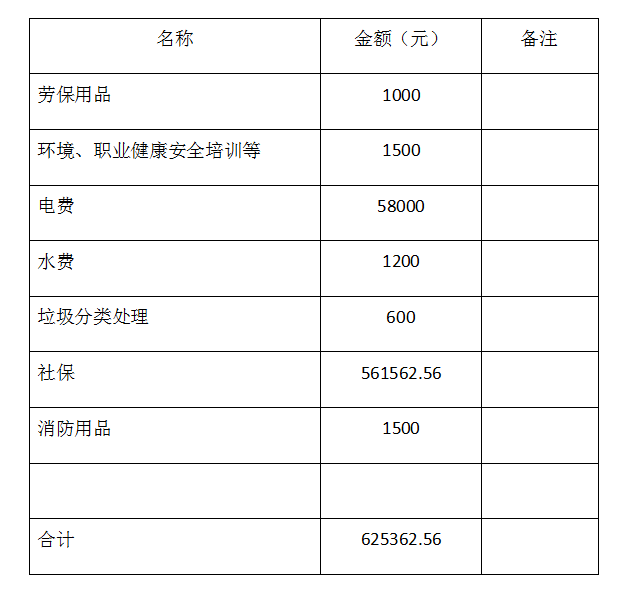 名称 金额（元） 备注
劳保用品 1000
环境、职业健康安全培训等 1500
电费 58000
水费 1200
垃圾分类处理 600
社保 561562.56
消防用品 1500
合计 625362.56